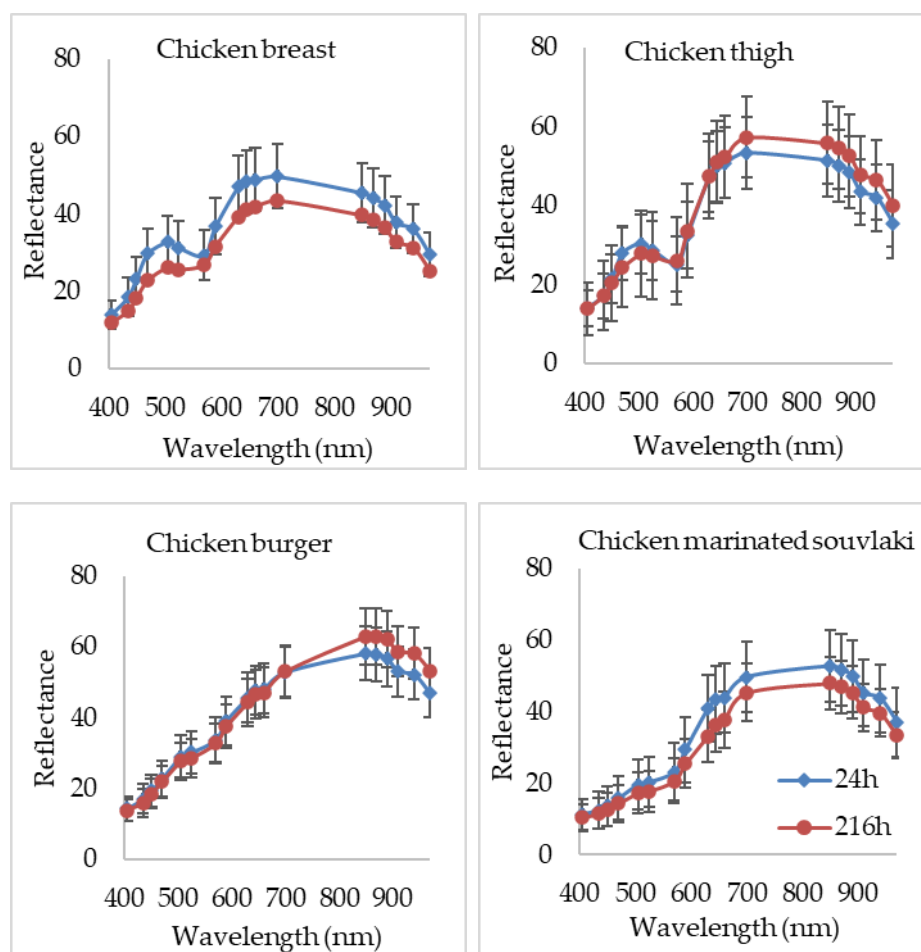 Chicken breast
80
60
40
20
0
Reflectance
400 500 600 700 800 900
Wavelength (nm)
Chicken thigh
80
60
40
20
0
Reflectance
400 500 600 700 800 900
Wavelength (nm)
Chicken burger
80
60
40
20
0
Reflectance
400 500 600 700 800 900
Wavelength (nm)
Chicken marinated souvlaki
80
60
40
20
0
Reflectance
24h
216h
400 500 600 700 800 900
Wavelength (nm)